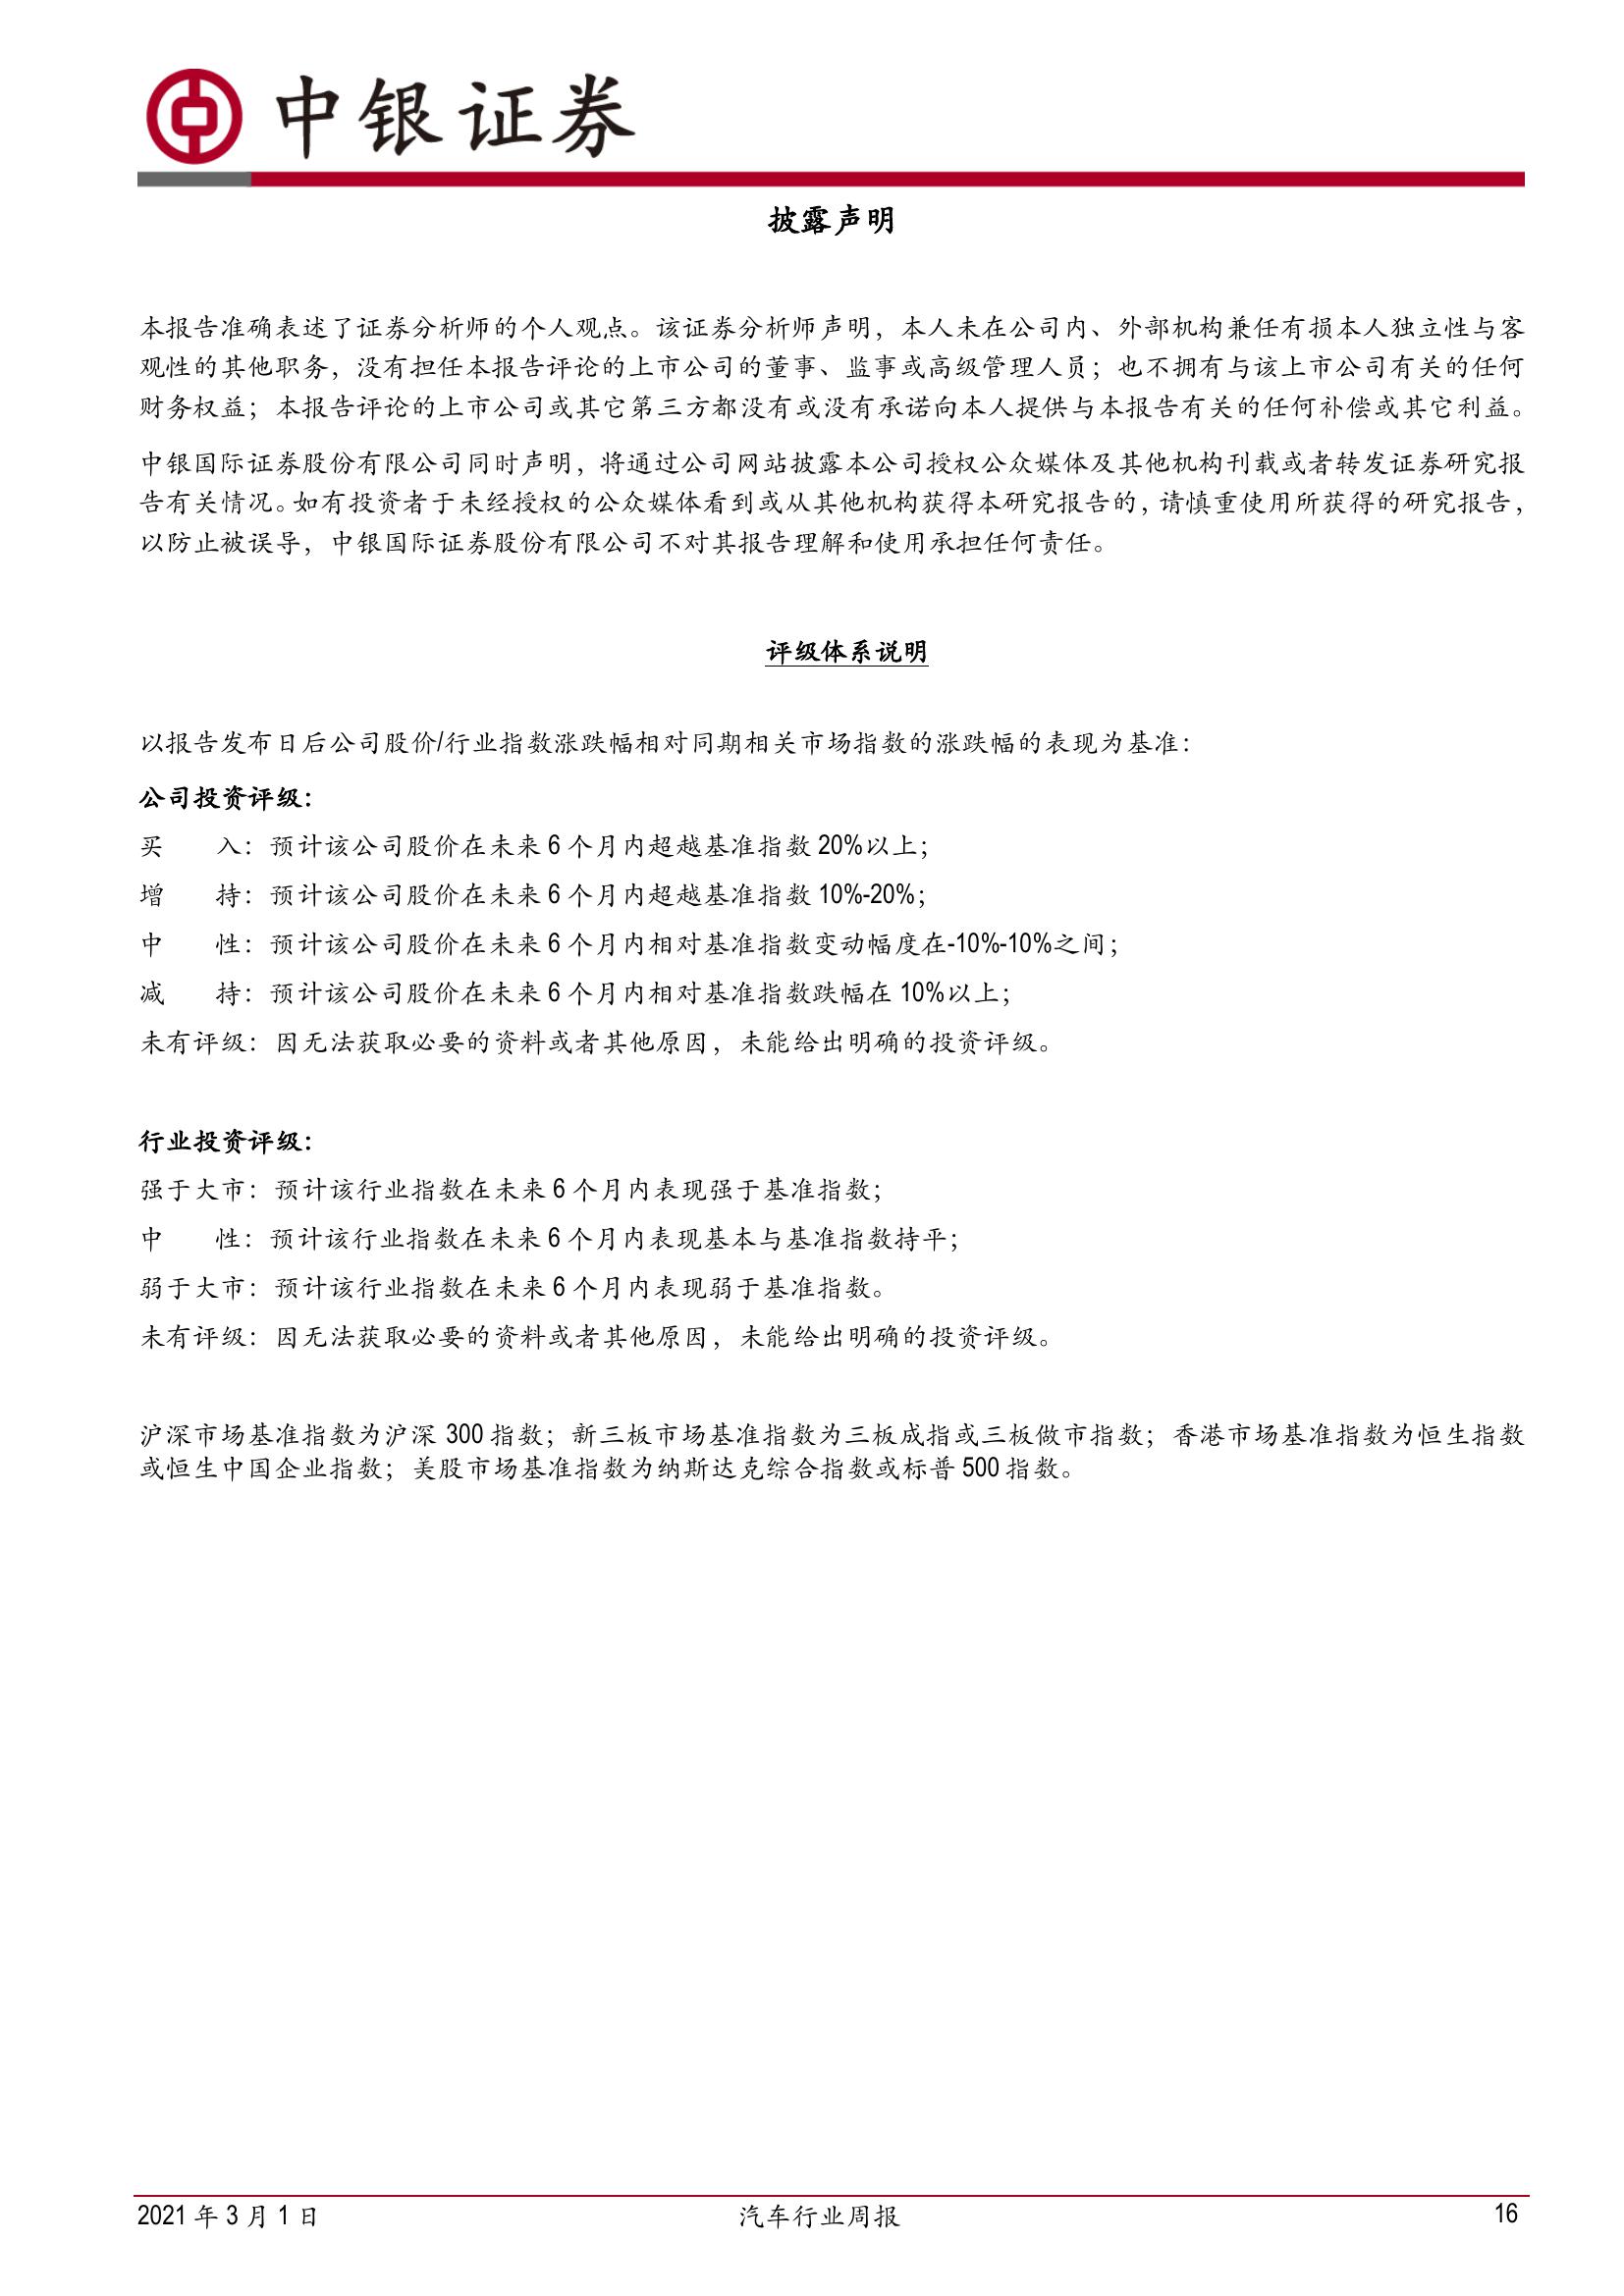 中银证券
披露声明
本报告准确表述了证券分析师的个人观点。该证券分析师声明，本人未在公司内、外部机构兼任有损本人独立性与客
观性的其他职务，没有担任本报告评论的上市公司的董事、监事或高级管理人员；也不拥有与该上市公司有关的任何
财务权益；本报告评论的上市公司或其它第三方都没有或没有承诺向本人提供与本报告有关的任何补偿或其它利益。
中银国际证券股份有限公司同时声明，将通过公司网站披露本公司授权公众媒体及其他机构刊载或者转发证券研究报
告有关情况。如有投资者于未经授权的公众媒体看到或从其他机构获得本研究报告的，请慎重使用所获得的研究报告，
以防止被误导，中银国际证券股份有限公司不对其报告理解和使用承担任何责任。
评级体系说明
以报告发布日后公司股价/行业指数涨跌幅相对同期相关市场指数的涨跌幅的表现为基准：
公司投资评级：
买　　入：预计该公司股价在未来 6 个月内超越基准指数 20%以上；
增　　持：预计该公司股价在未来 6 个月内超越基准指数 10%-20%；
中　　性：预计该公司股价在未来 6 个月内相对基准指数变动幅度在-10%-10%之间；
减　　持：预计该公司股价在未来 6 个月内相对基准指数跌幅在 10%以上；
未有评级：因无法获取必要的资料或者其他原因，未能给出明确的投资评级。
行业投资评级：
强于大市：预计该行业指数在未来 6 个月内表现强于基准指数；
中　　性：预计该行业指数在未来 6 个月内表现基本与基准指数持平；
弱于大市：预计该行业指数在未来 6 个月内表现弱于基准指数。
未有评级：因无法获取必要的资料或者其他原因，未能给出明确的投资评级。
沪深市场基准指数为沪深 300 指数；新三板市场基准指数为三板成指或三板做市指数；香港市场基准指数为恒生指数
或恒生中国企业指数；美股市场基准指数为纳斯达克综合指数或标普 500 指数。
2021 年 3 月 1 日 汽车行业周报 16